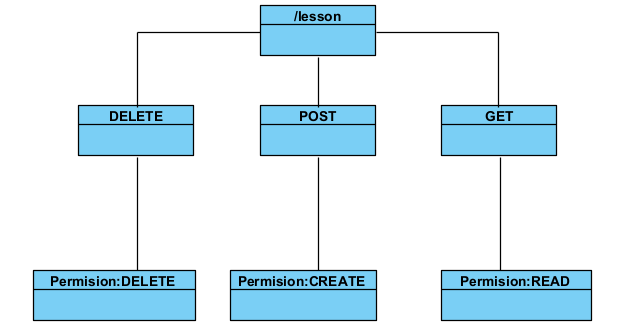 /lesson
DELETE
POST
GET
Permision:DELETE
Permision:CREATE
Permision:READ